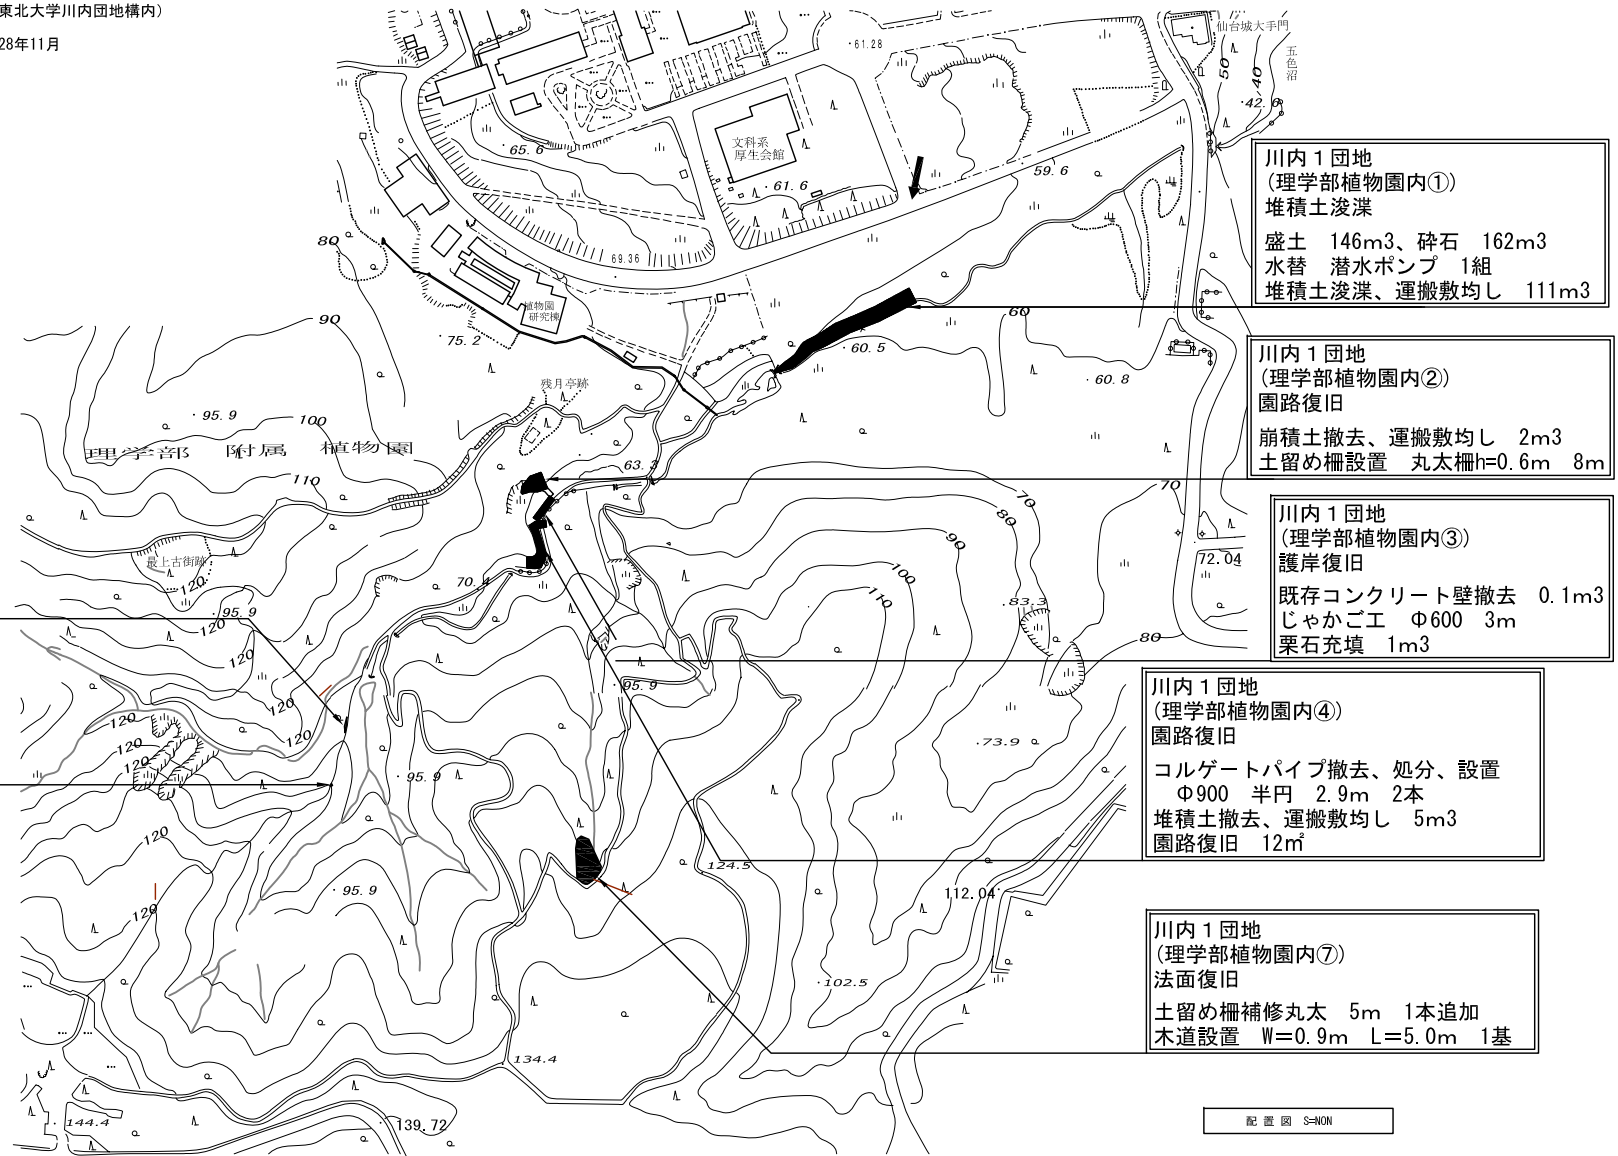 東北大学川内団地構内)
28年11月
仙台城大手門
五色沼
50
40
42.6
61.28
文科系
厚生会館
61.6
65.6
59.6
69.36
80
植物園
研究棟
75.2
90
60
60.5
60.8
残月亭跡
95.9
100
理学部 附属 植物園
110
63.3
70
80
90
100
110
70
72.04
83.3
80
最上古街跡
120
95.9
120
120
70.4
120
120
120
120
120
95.9
95.9
73.9
120
95.9
120
124.5
112.04
102.5
134.4
144.4
139.72
川内1団地
(理学部植物園内①)
堆積土浚渫
盛土 146m3、砕石 162m3
水替 潜水ポンプ 1組
堆積土浚渫、運搬敷均し 111m3
川内1団地
(理学部植物園内②)
園路復旧
崩積土撤去、運搬敷均し 2m3
土留め柵設置 丸太柵h=0.6m 8m
川内1団地
(理学部植物園内③)
護岸復旧
既存コンクリート壁撤去 0.1m3
じゃかご工 Φ600 3m
栗石充填 1m3
川内1団地
(理学部植物園内④)
園路復旧
コルゲートパイプ撤去、処分、設置
Φ900 半円 2.9m 2本
堆積土撤去、運搬敷均し 5m3
園路復旧 12㎡
川内1団地
(理学部植物園内⑦)
法面復旧
土留め柵補修丸太 5m 1本追加
木道設置 W=0.9m L=5.0m 1基
配置図 S=NON